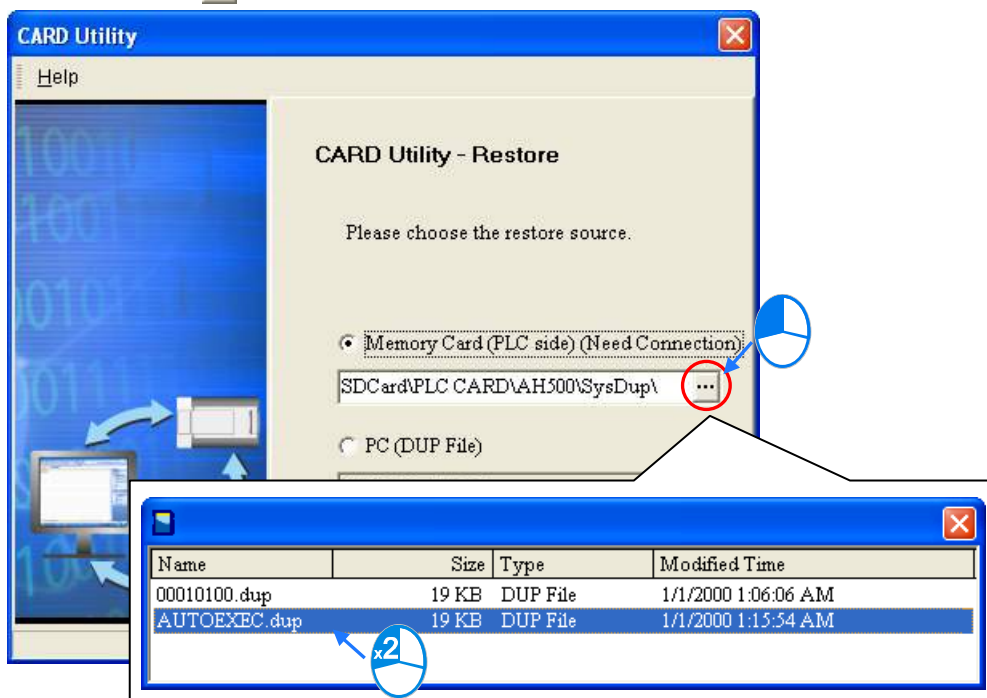 CARD Utility
Help
CARD Utility - Restore
Please choose the restore source.
Memory Card (PLC side) (Need Connection)
SDCard\PLC CARD\AH500\SysDup\ ...
PC (DUP File)
Name Size Type Modified Time
00010100.dup 19 KB DUP File 1/1/2000 1:06:06 AM
AUTOEXEC.dup 19 KB DUP File 1/1/2000 1:15:54 AM
x2